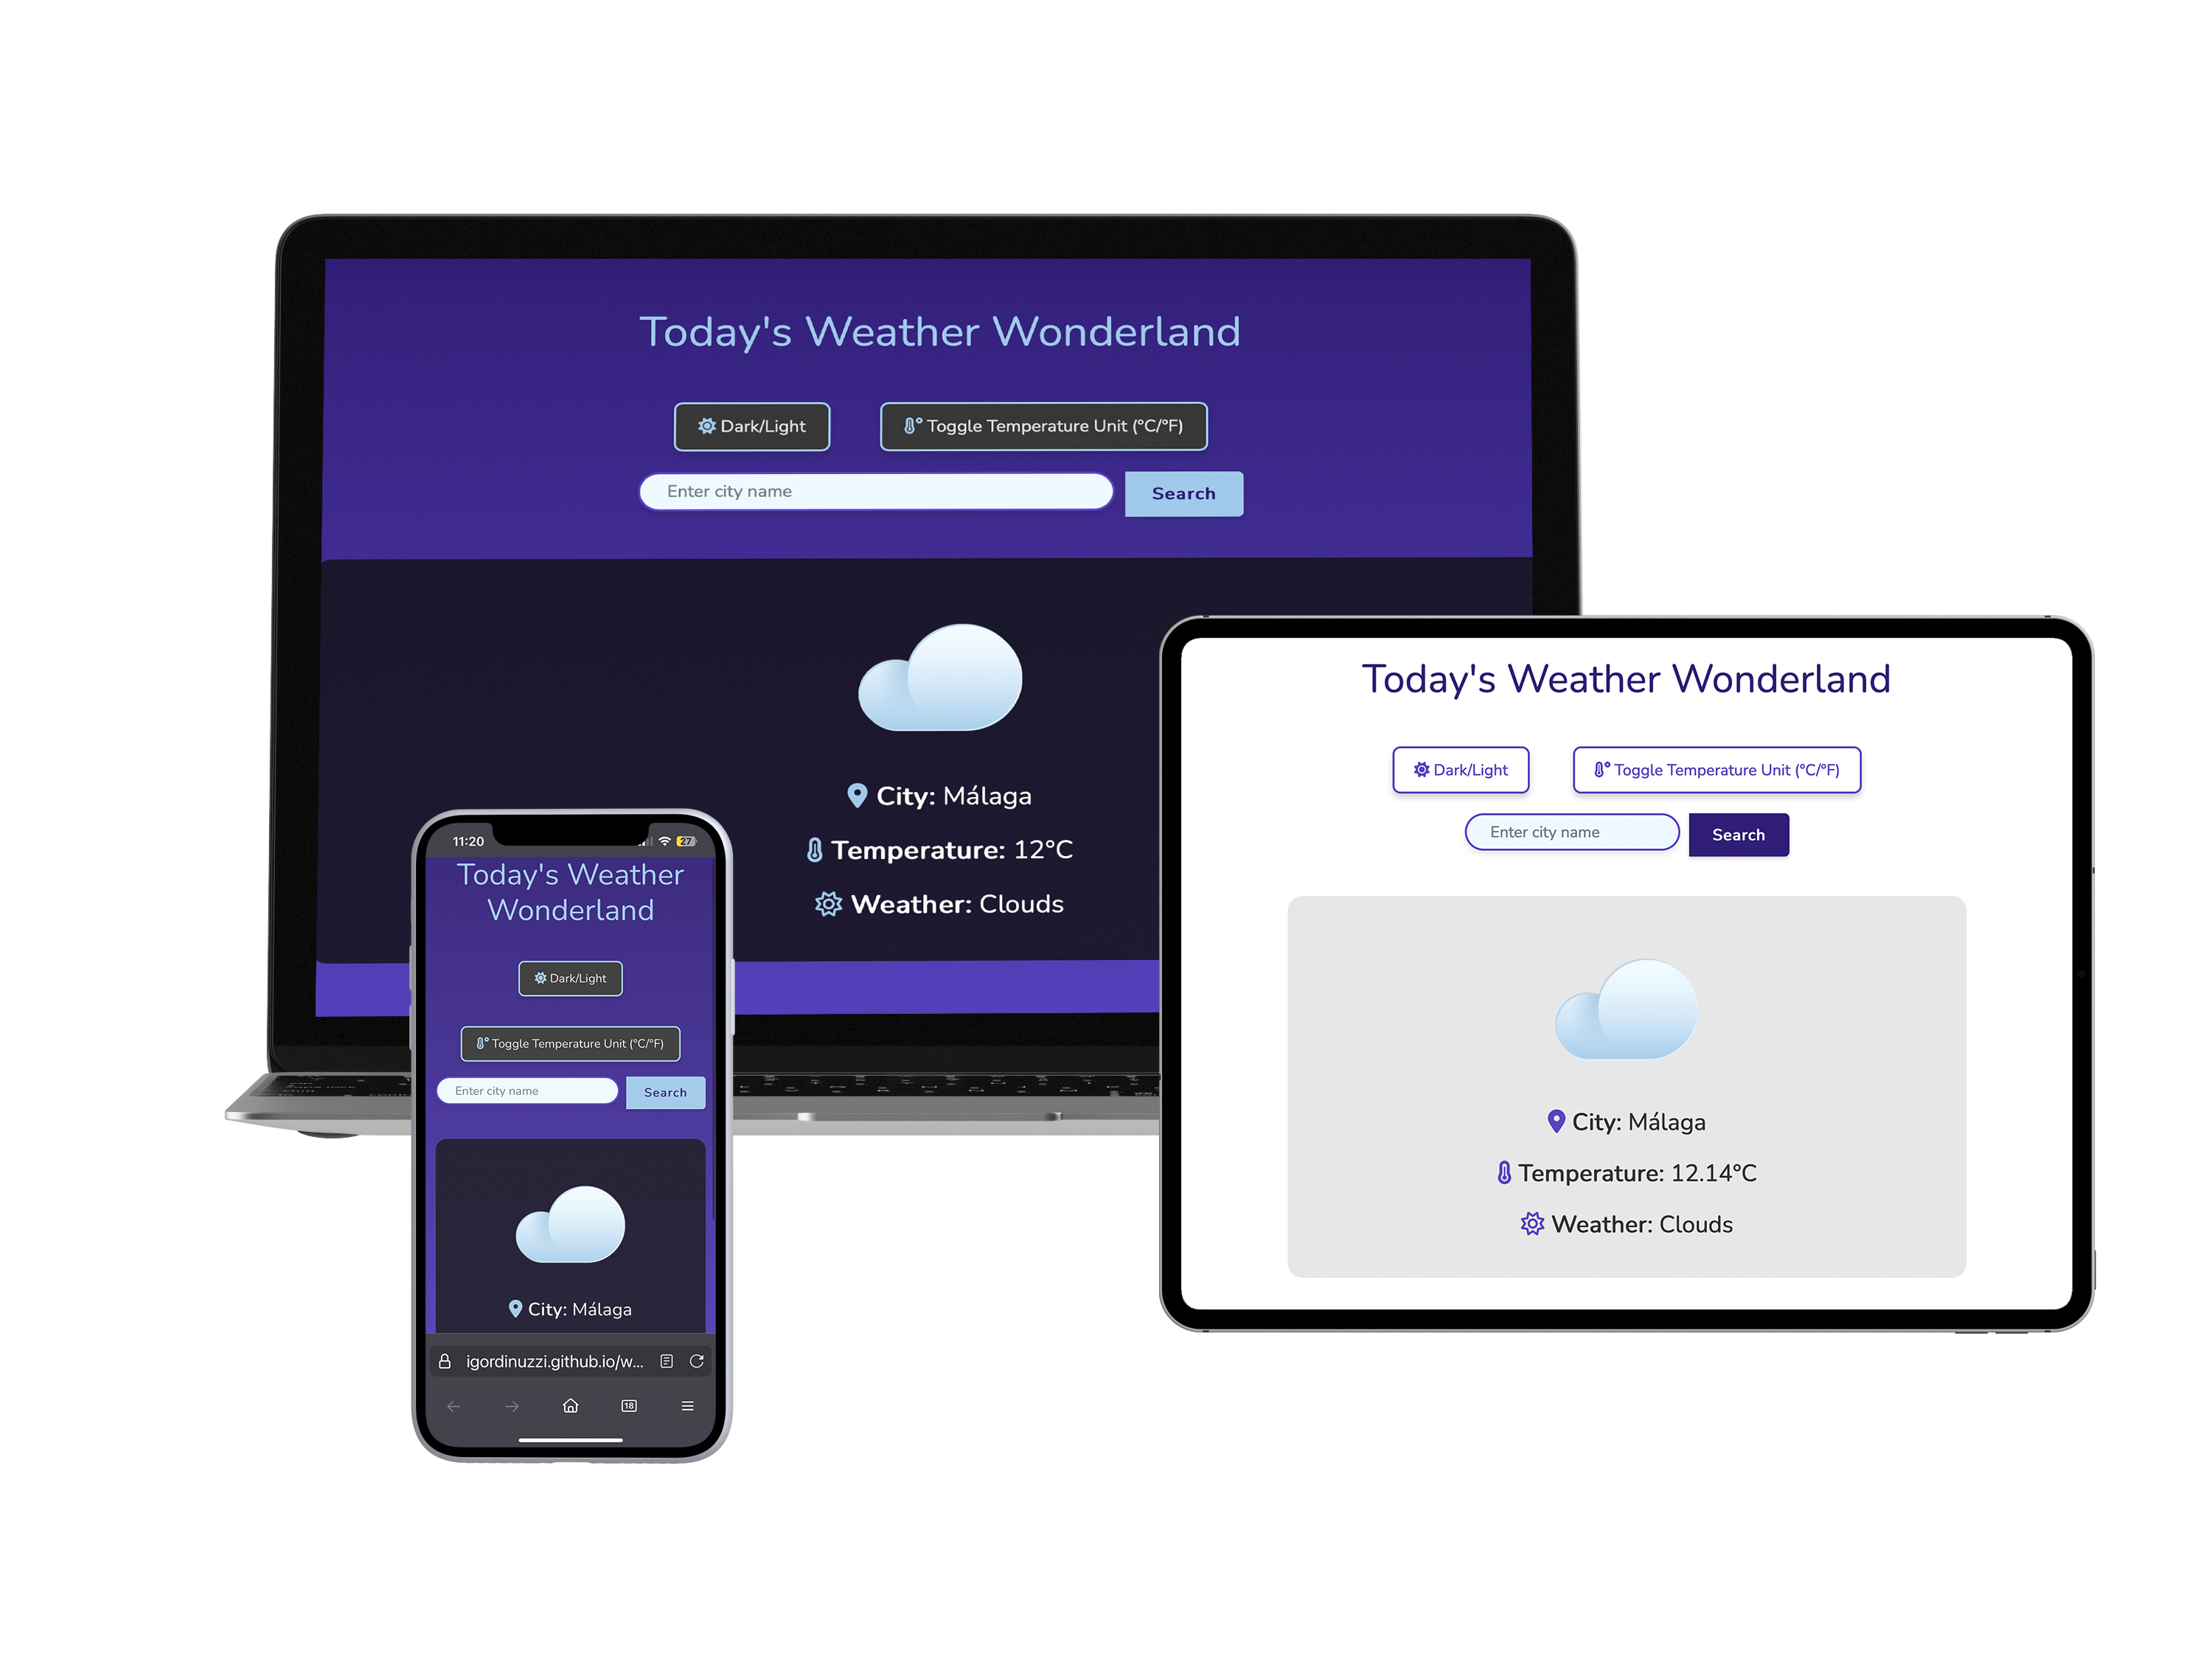 Today's Weather Wonderland
Dark/Light
Toggle Temperature Unit (°C/°F)
Enter city name
Search
City: Málaga
Temperature: 12°C
Weather: Clouds
11:20
27
Today's Weather
Wonderland
Dark/Light
Toggle Temperature Unit (°C/°F)
Enter city name
Search
City: Málaga
igordinuzzi.github.io/w...
18
Today's Weather Wonderland
Dark/Light
Toggle Temperature Unit (°C/°F)
Enter city name
Search
City: Málaga
Temperature: 12.14°C
Weather: Clouds